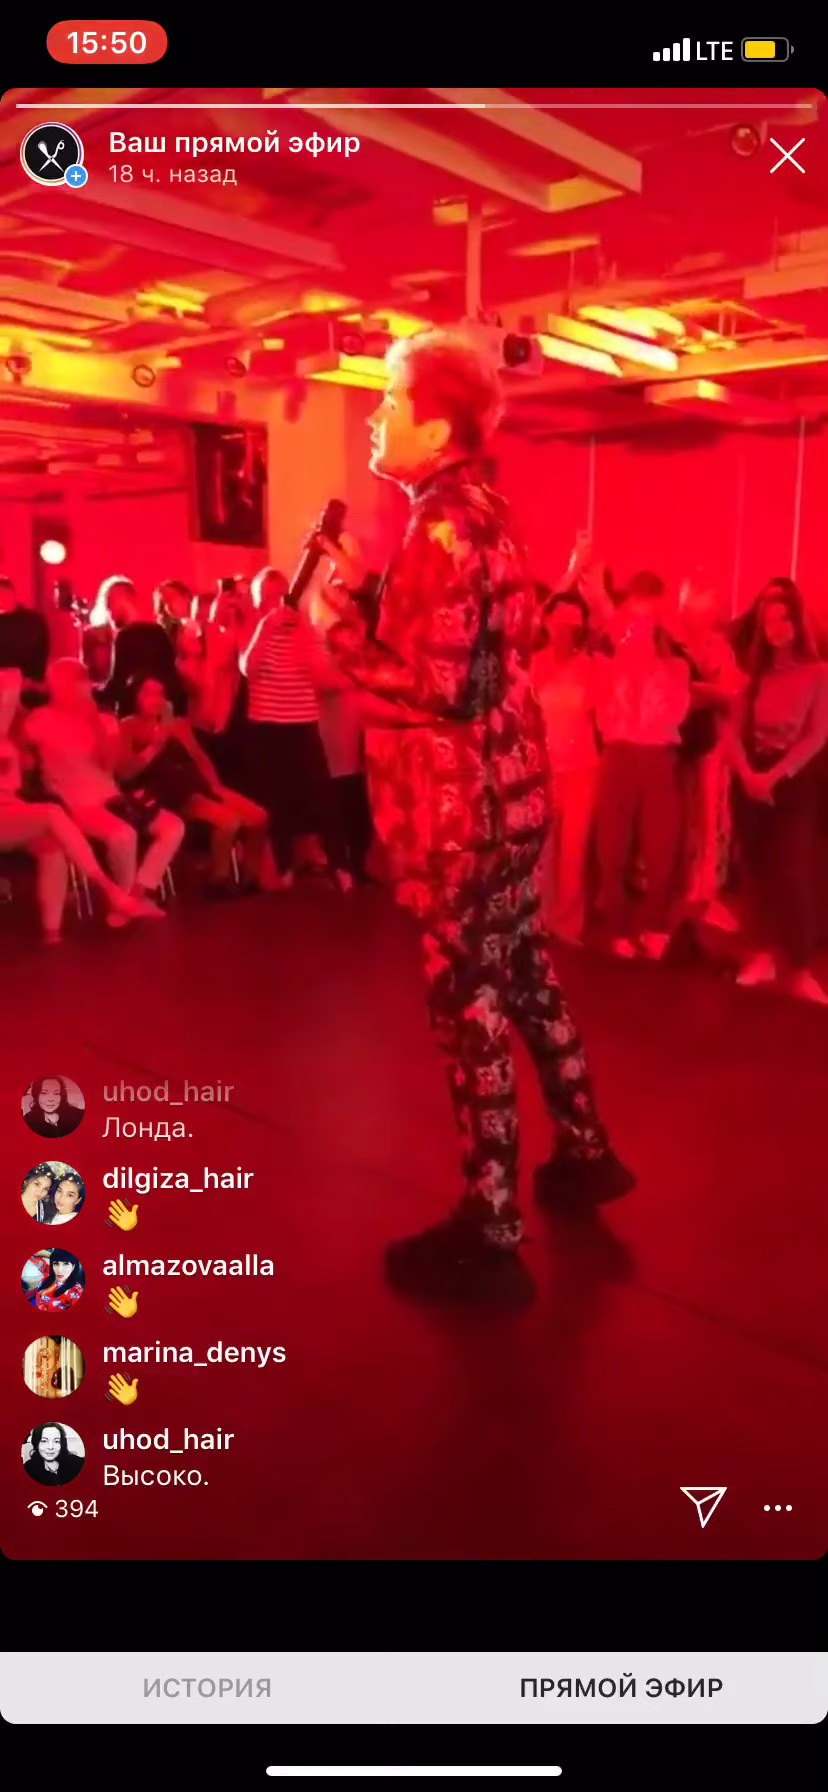 15:50
LTE
Ваш прямой эфир
18 ч. назад
uhod_hair
Лонда.
dilgiza_hair
👋
almazovaalla
👋
marina_denys
👋
uhod_hair
Высоко.
394
ИСТОРИЯ
ПРЯМОЙ ЭФИР